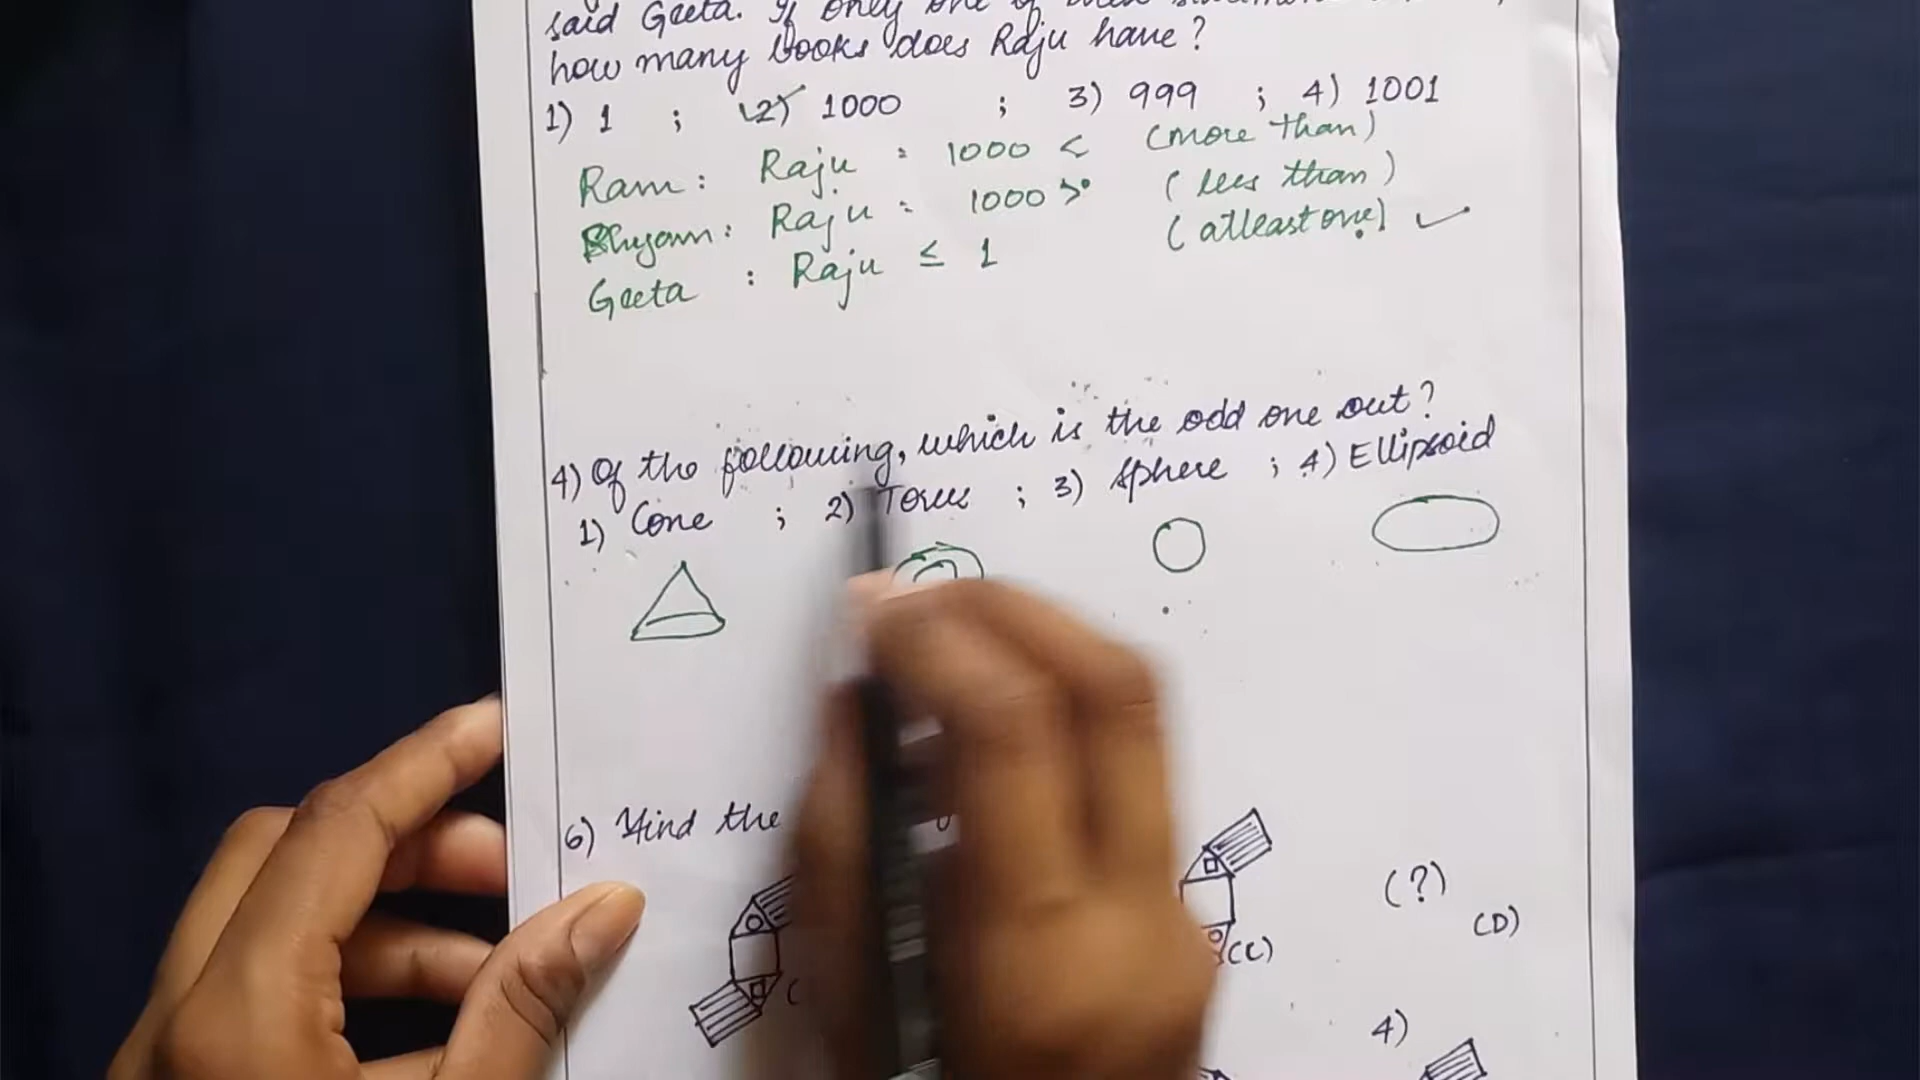 said Geeta. If only one of
how many books does Raju have?
1) 1 ; (2) 1000 ; 3) 999 ; 4) 1001
Ram: Raju : 1000 < (more than)
Shyam: Raju : 1000 > (less than)
Geeta : Raju ≤ 1 (atleast one) ✓
4) Of the following, which is the odd one out?
1) Cone ; 2) Torus ; 3) Sphere ; 4) Ellipsoid
6) Find the
(?)
(C) (D)
4)